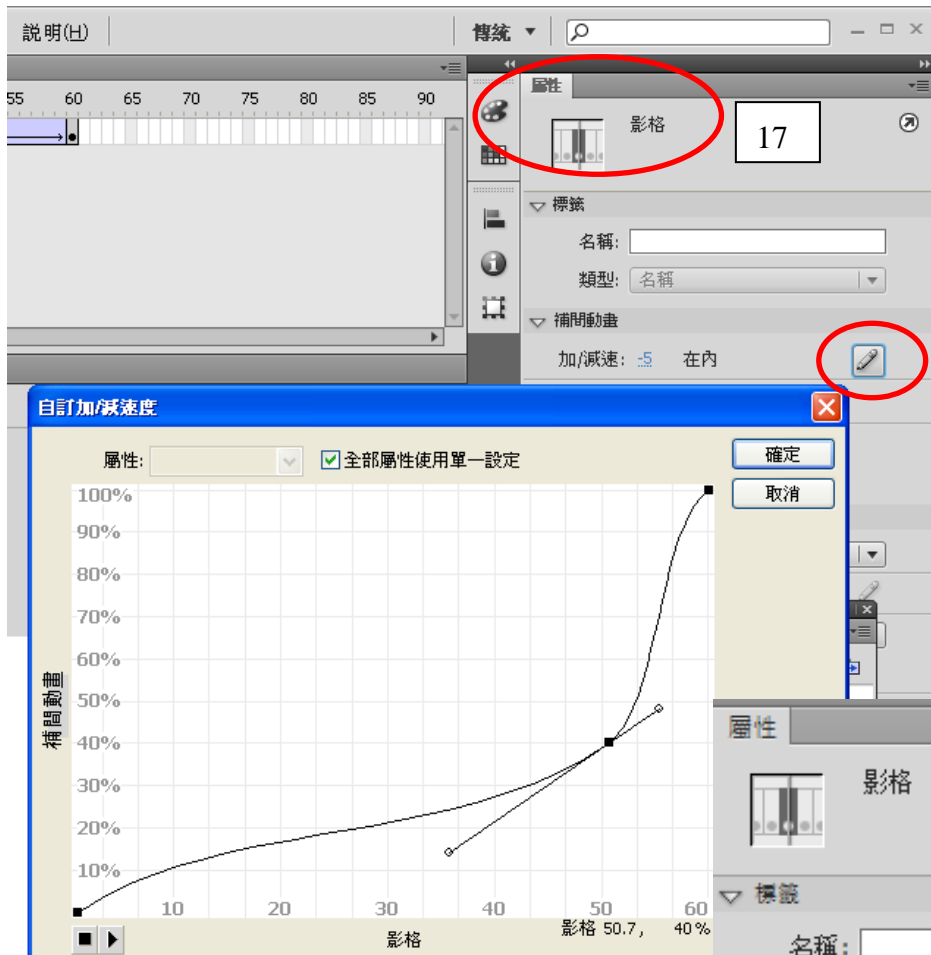 説明(H)
傳統
55 60 65 70 75 80 85 90
屬性
影格
17
標籤
名稱:
類型: 名稱
補間動畫
加/減速: -5 在內
自訂加/減速度
屬性:
全部屬性使用單一設定
確定
取消
100%
90%
80%
70%
60%
50%
40%
30%
20%
10%
補間動畫
10 20 30 40 50 60
影格
影格 50.7, 40%
屬性
影格
標籤
名稱: